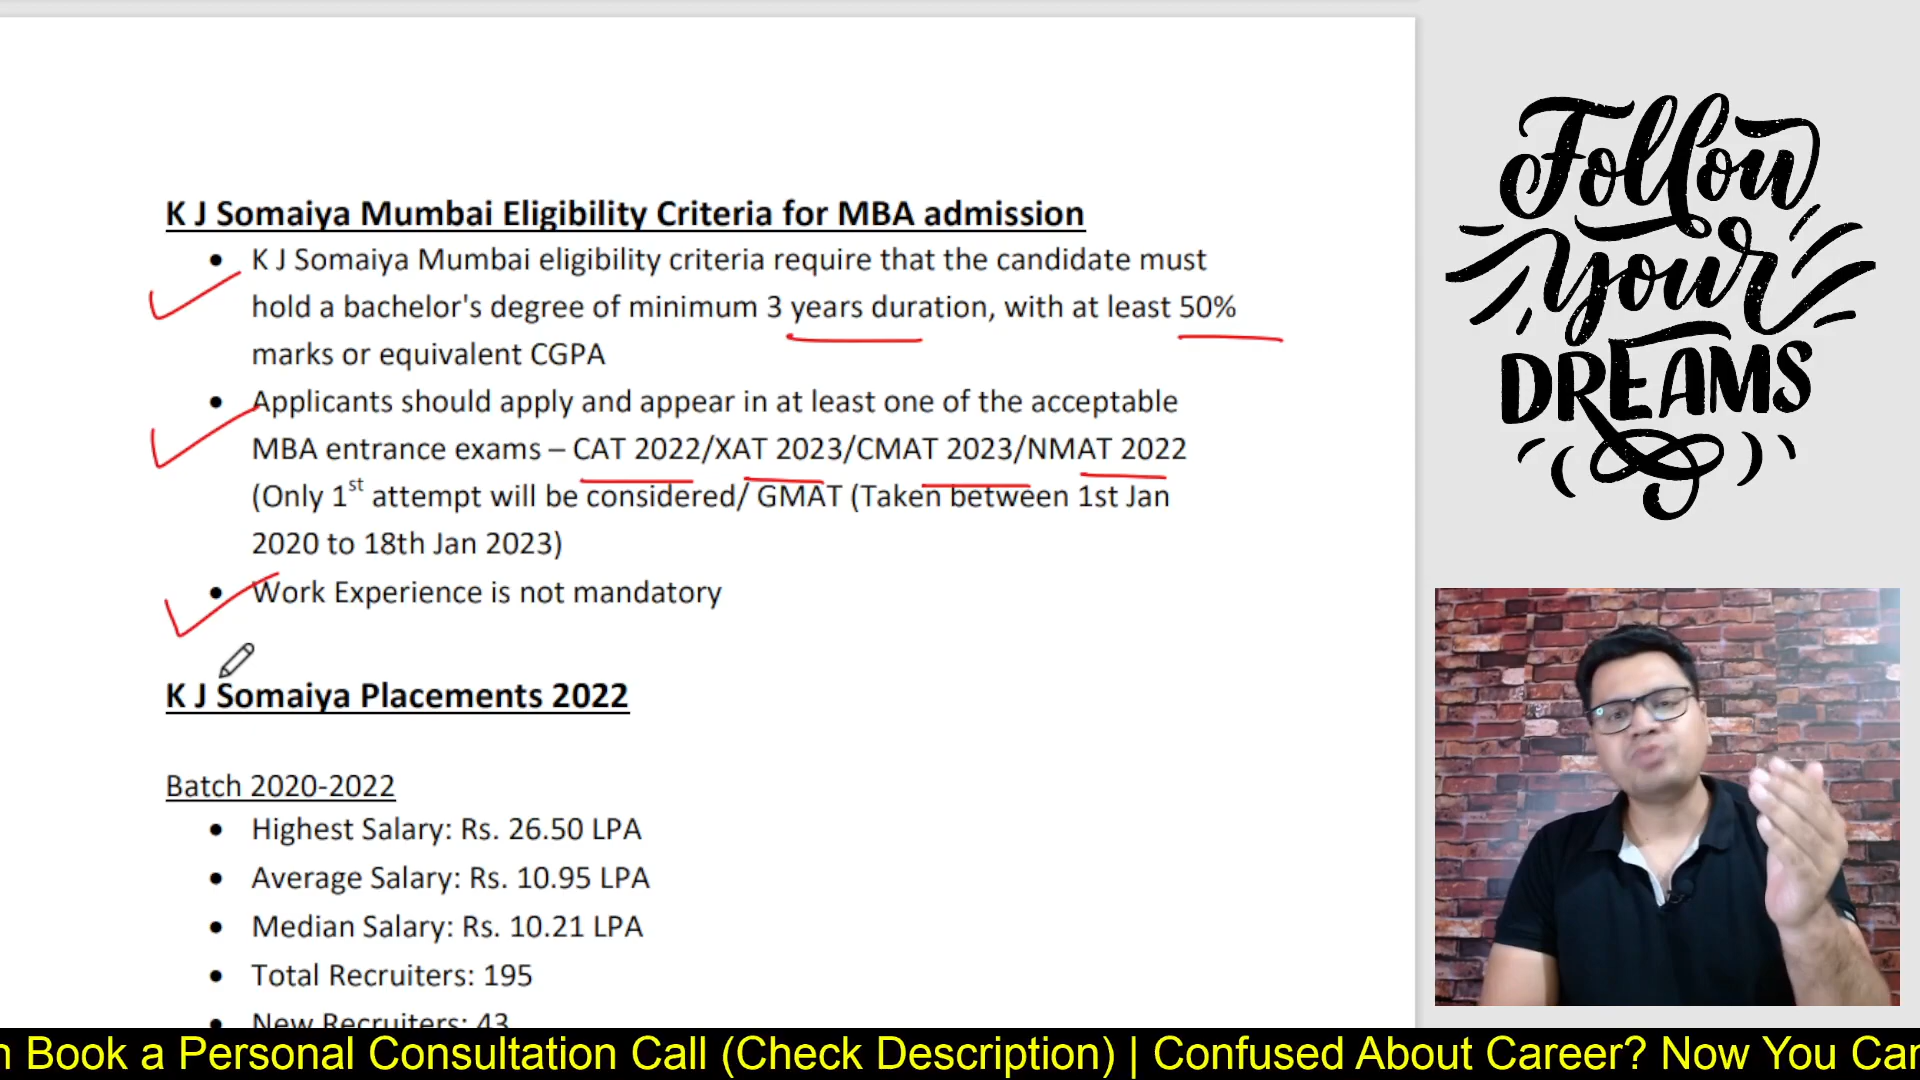 K J Somaiya Mumbai Eligibility Criteria for MBA admission
• K J Somaiya Mumbai eligibility criteria require that the candidate must
hold a bachelor's degree of minimum 3 years duration, with at least 50%
marks or equivalent CGPA
• Applicants should apply and appear in at least one of the acceptable
MBA entrance exams – CAT 2022/XAT 2023/CMAT 2023/NMAT 2022
(Only 1st attempt will be considered/ GMAT (Taken between 1st Jan
2020 to 18th Jan 2023)
• Work Experience is not mandatory
K J Somaiya Placements 2022
Batch 2020-2022
• Highest Salary: Rs. 26.50 LPA
• Average Salary: Rs. 10.95 LPA
• Median Salary: Rs. 10.21 LPA
• Total Recruiters: 195
• New Recruiters: 43
Follow
Your
DREAMS
n Book a Personal Consultation Call (Check Description) | Confused About Career? Now You Can